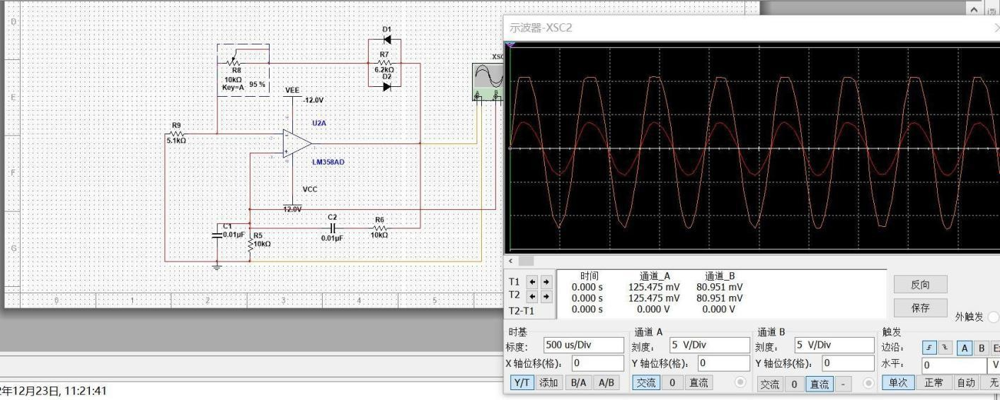 D
E
F
G
0
1
2
3
4
5
D1
R7
6.2kΩ
D2
R8
10kΩ
Key=A
95 %
VEE
-12.0V
U2A
LM358AD
R9
5.1kΩ
VCC
12.0V
C1
0.01µF
R5
10kΩ
C2
0.01µF
R6
10kΩ
XSC
A
B
示波器-XSC2
时间 通道_A 通道_B
T1 0.000 s 125.475 mV 80.951 mV
T2 0.000 s 125.475 mV 80.951 mV
T2-T1 0.000 s 0.000 V 0.000 V
反向
保存
外触发
时基
标度: 500 us/Div
X 轴位移(格): 0
Y/T 添加 B/A A/B
通道 A
刻度: 5 V/Div
Y 轴位移(格): 0
交流 0 直流
通道 B
刻度: 5 V/Div
Y 轴位移(格): 0
交流 0 直流 -
触发
边沿: A B
水平: 0 V
单次 正常 自动 无
年12月23日, 11:21:41